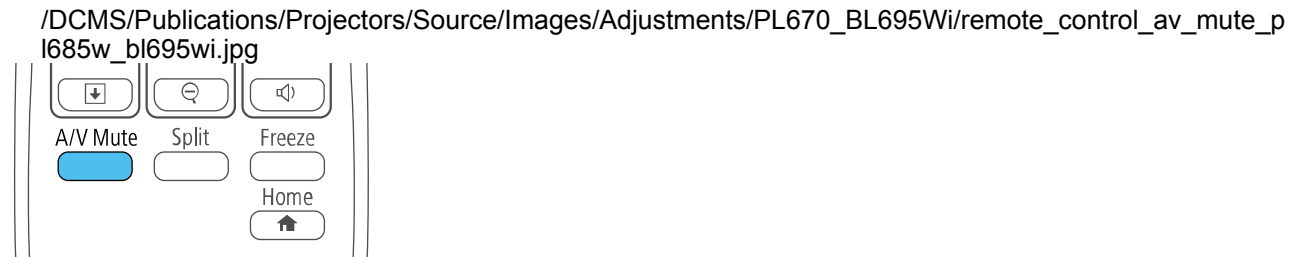 /DCMS/Publications/Projectors/Source/Images/Adjustments/PL670_BL695Wi/remote_control_av_mute_p
l685w_bl695wi.jpg
A/V Mute Split Freeze
Home